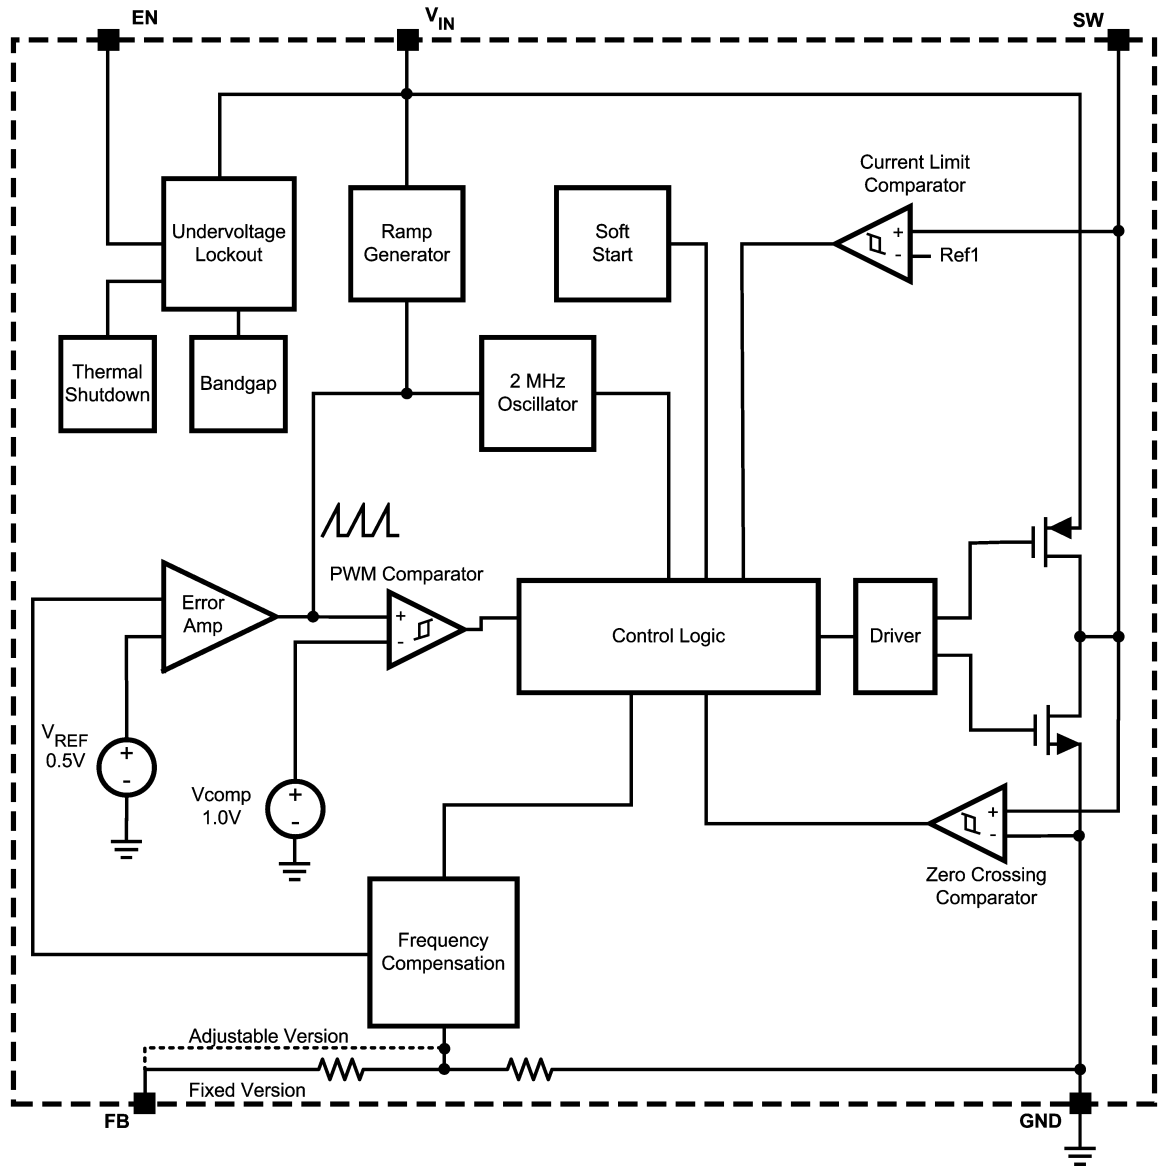 EN
VIN
SW
Current Limit
Comparator
Undervoltage
Lockout
Ramp
Generator
Soft
Start
+
-
Ref1
Thermal
Shutdown
Bandgap
2 MHz
Oscillator
PWM Comparator
Error
Amp
+
-
Control Logic
Driver
VREF
0.5V
+
-
Vcomp
1.0V
+
-
+
-
Zero Crossing
Comparator
Frequency
Compensation
Adjustable Version
Fixed Version
FB
GND